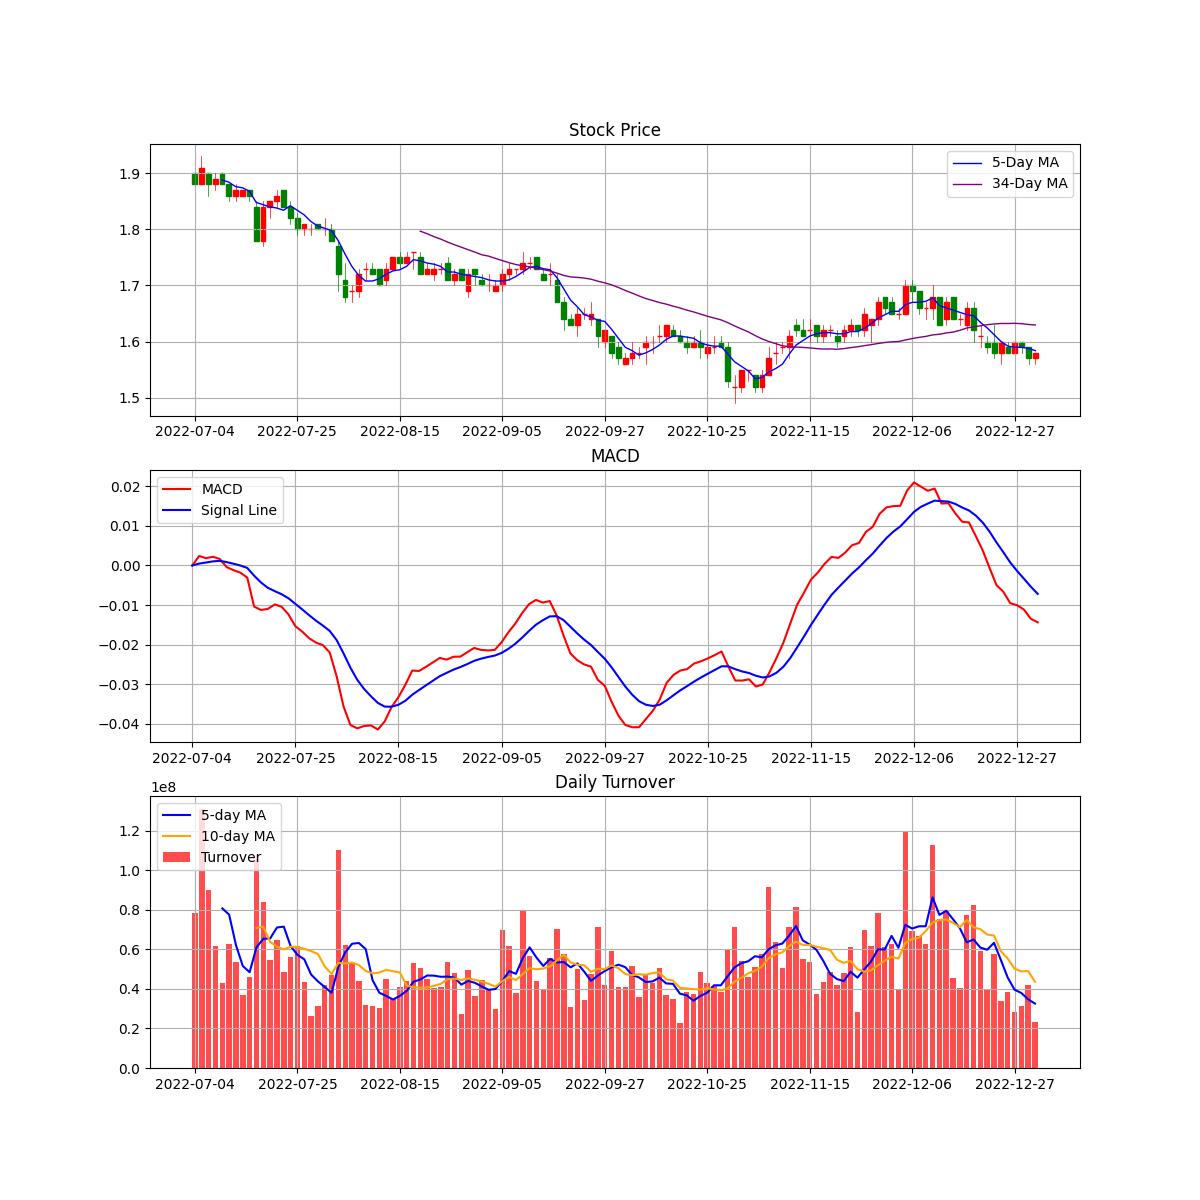 Stock Price
5-Day MA
34-Day MA
1.9
1.8
1.7
1.6
1.5
2022-07-04 2022-07-25 2022-08-15 2022-09-05 2022-09-27 2022-10-25 2022-11-15 2022-12-06 2022-12-27
MACD
MACD
Signal Line
0.02
0.01
0.00
−0.01
−0.02
−0.03
−0.04
2022-07-04 2022-07-25 2022-08-15 2022-09-05 2022-09-27 2022-10-25 2022-11-15 2022-12-06 2022-12-27
Daily Turnover
1e8
5-day MA
10-day MA
Turnover
1.2
1.0
0.8
0.6
0.4
0.2
0.0
2022-07-04 2022-07-25 2022-08-15 2022-09-05 2022-09-27 2022-10-25 2022-11-15 2022-12-06 2022-12-27